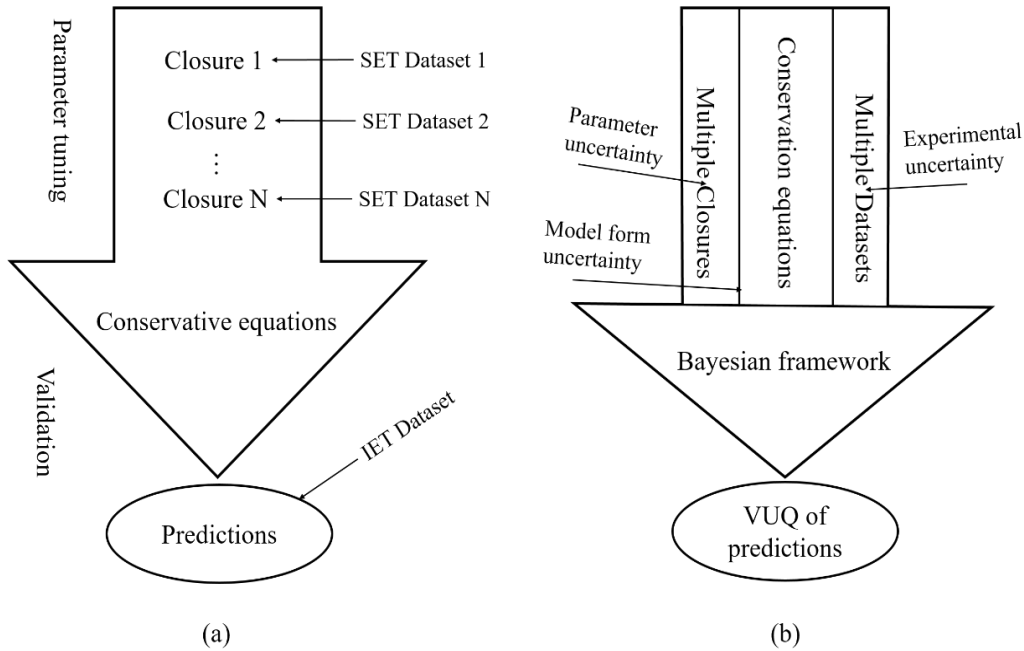 Parameter tuning
Closure 1
SET Dataset 1
Closure 2
SET Dataset 2
⋮
Closure N
SET Dataset N
Conservative equations
Validation
IET Dataset
Predictions
(a)
Multiple Closures
Conservation equations
Multiple Datasets
Parameter
uncertainty
Experimental
uncertainty
Model form
uncertainty
Bayesian framework
VUQ of
predictions
(b)